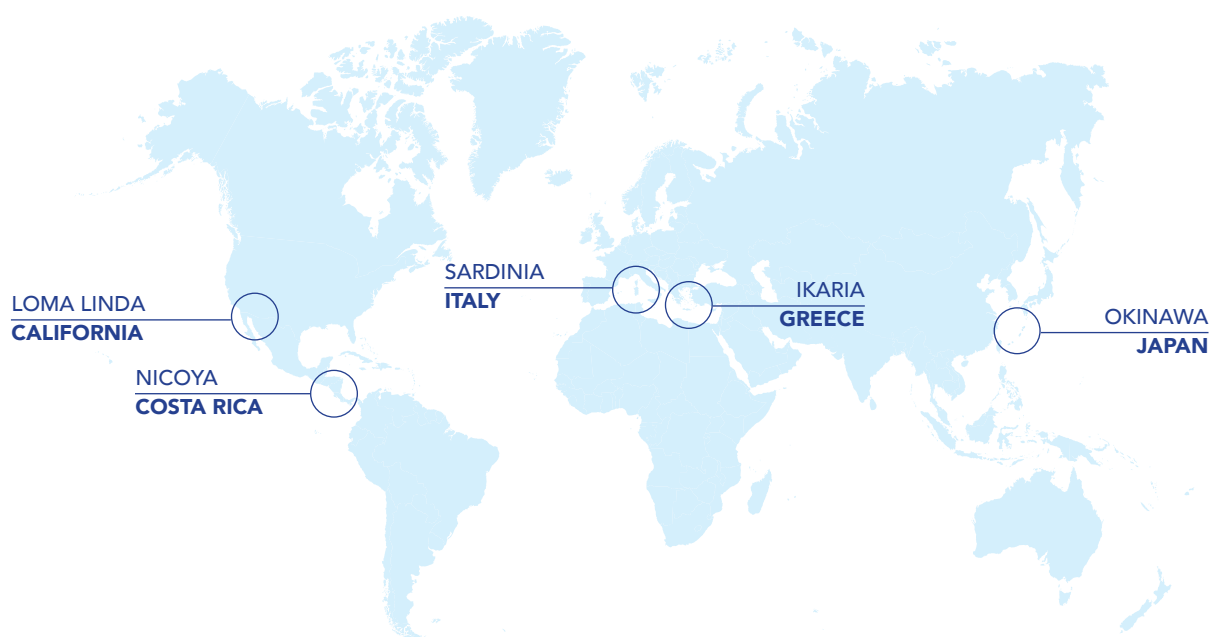 LOMA LINDA
CALIFORNIA
NICOYA
COSTA RICA
SARDINIA
ITALY
IKARIA
GREECE
OKINAWA
JAPAN